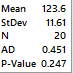 Mean 123.6
StDev 11.61
N 20
AD 0.451
P-Value 0.247